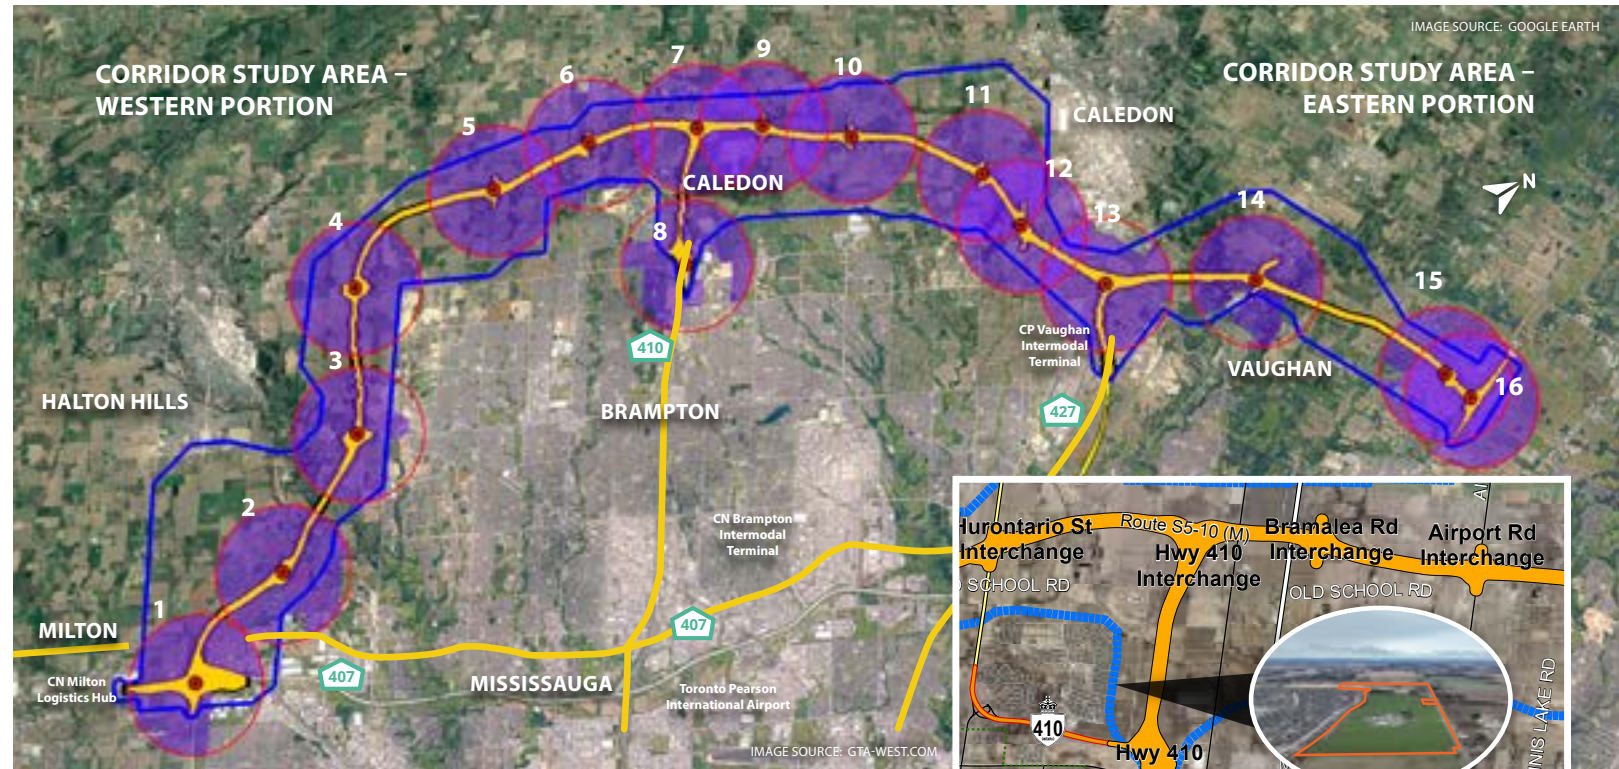 IMAGE SOURCE: GOOGLE EARTH
CORRIDOR STUDY AREA –
WESTERN PORTION
CORRIDOR STUDY AREA –
EASTERN PORTION
7
9
6
10
5
11
CALEDON
12
CALEDON
N
4
8
13
14
15
3
410
CP Vaughan
Intermodal
Terminal
VAUGHAN
16
HALTON HILLS
BRAMPTON
427
2
CN Brampton
Intermodal
Terminal
1
MILTON
407
407
CN Milton
Logistics Hub
MISSISSAUGA
Toronto Pearson
International Airport
IMAGE SOURCE: GTA-WEST.COM
Hurontario St
Interchange
Route S5-10 (M)
Hwy 410
Interchange
Bramalea Rd
Interchange
Airport Rd
Interchange
SCHOOL RD
OLD SCHOOL RD
410
Hwy 410
NIS LAKE RD